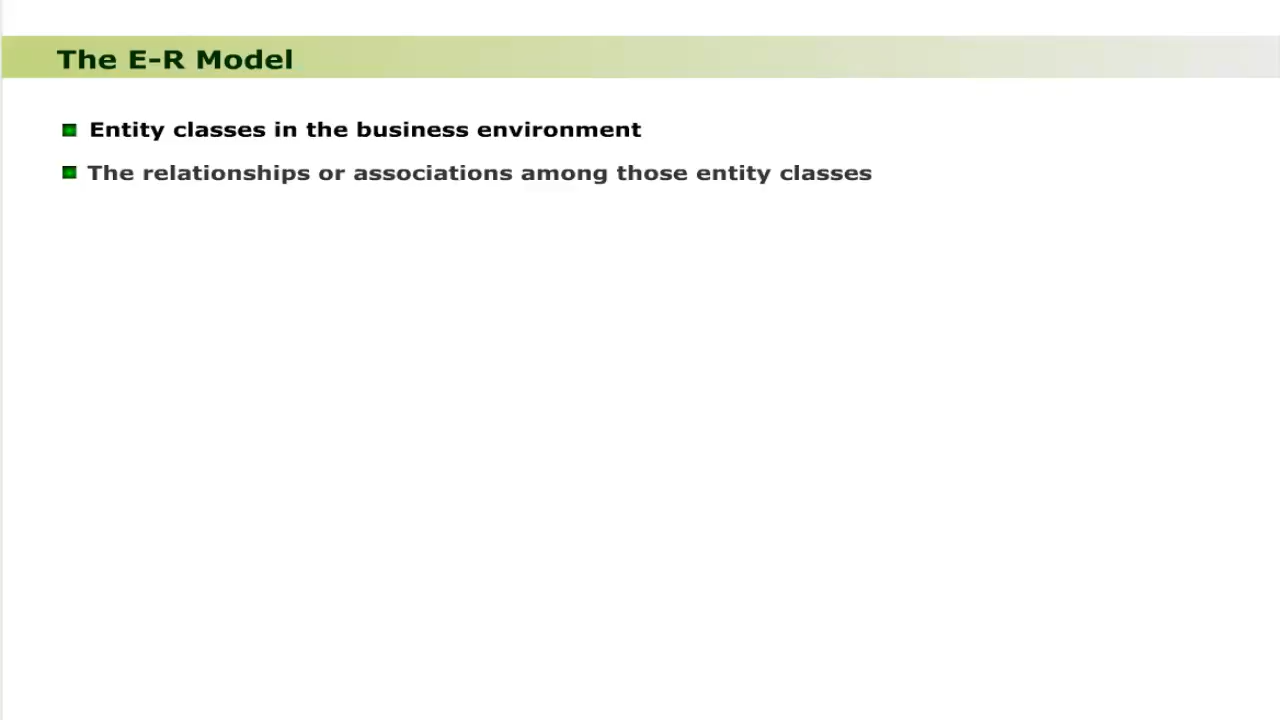 The E-R Model
Entity classes in the business environment
The relationships or associations among those entity classes